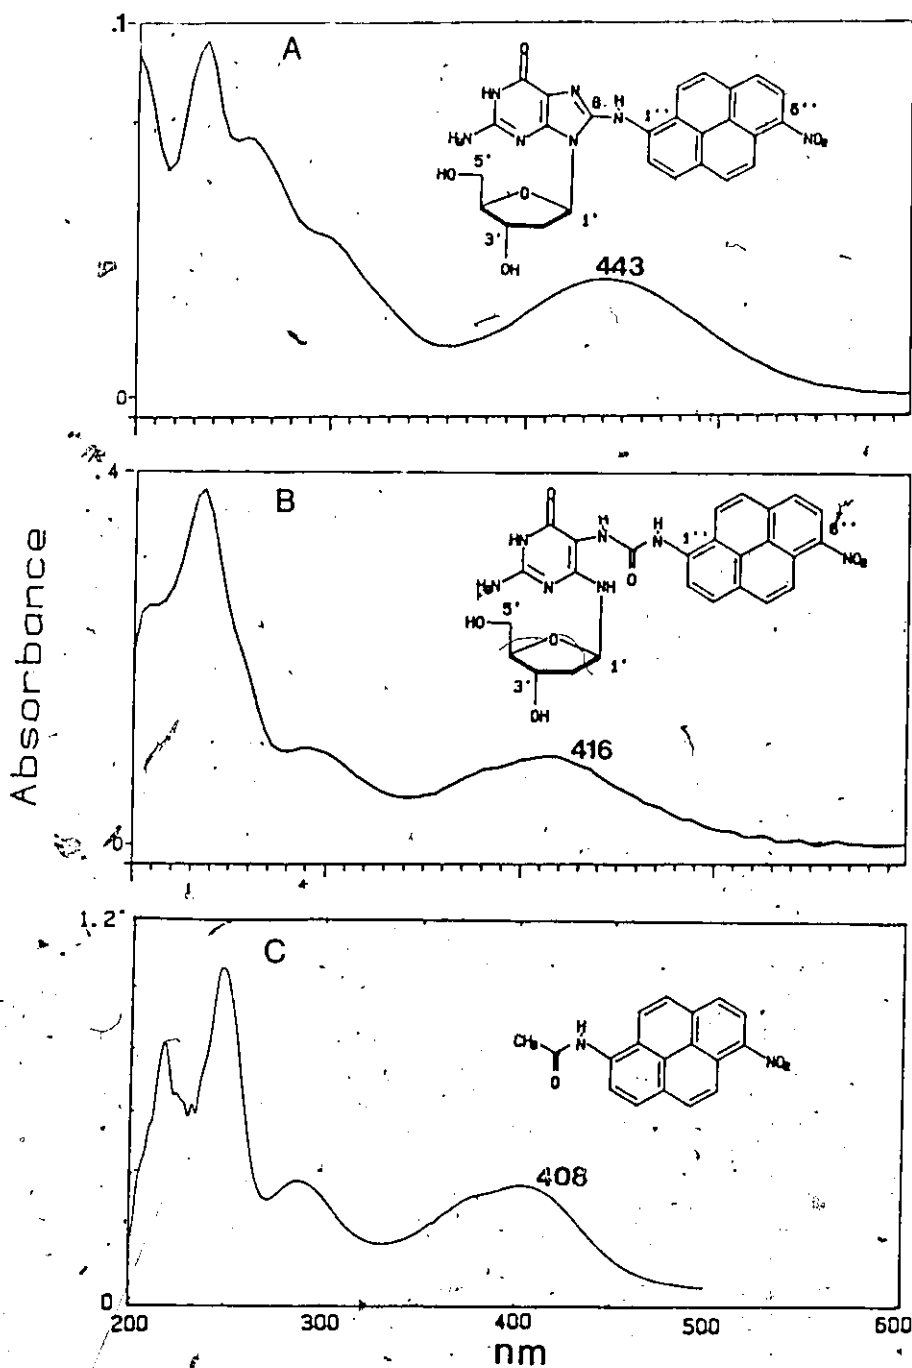 .1
A
O
HN
N
8
H
N
1''
6''
H₂N
N
N
NO₂
HO
5'
O
3'
1'
OH
443
0
.4
B
O
H
N
H
N
1''
6''
HN
O
NO₂
H₂N
N
NH
HO
5'
O
3'
1'
OH
416
0
Absorbance
1.2
C
CH₃
H
N
O
NO₂
408
0
200
300
400
500
600
nm